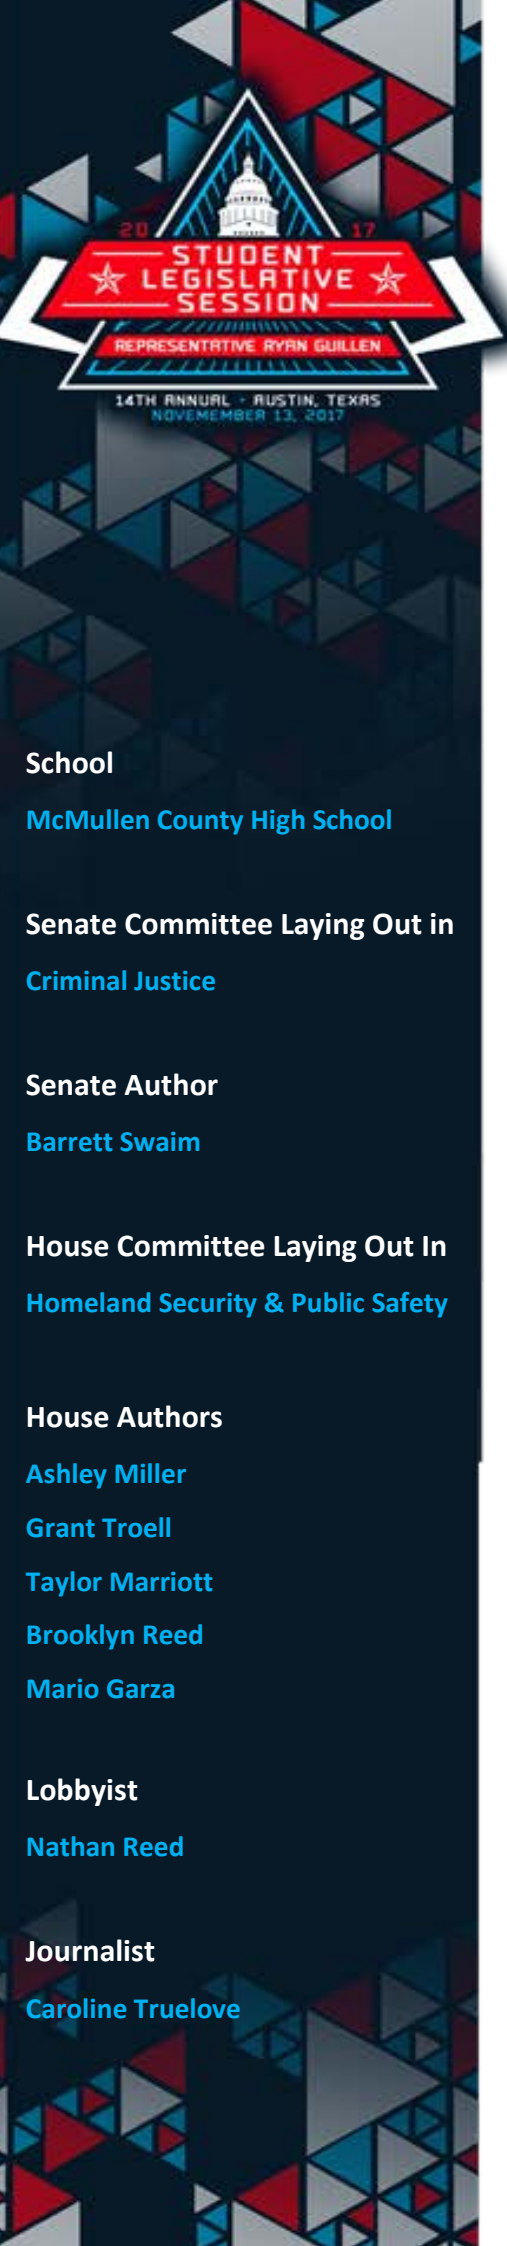 20 17
STUDENT
LEGISLATIVE
SESSION
REPRESENTATIVE RYAN GUILLEN
14TH ANNUAL - AUSTIN, TEXAS
NOVEMEMBER 13, 2017
School
McMullen County High School
Senate Committee Laying Out in
Criminal Justice
Senate Author
Barrett Swaim
House Committee Laying Out In
Homeland Security & Public Safety
House Authors
Ashley Miller
Grant Troell
Taylor Marriott
Brooklyn Reed
Mario Garza
Lobbyist
Nathan Reed
Journalist
Caroline Truelove